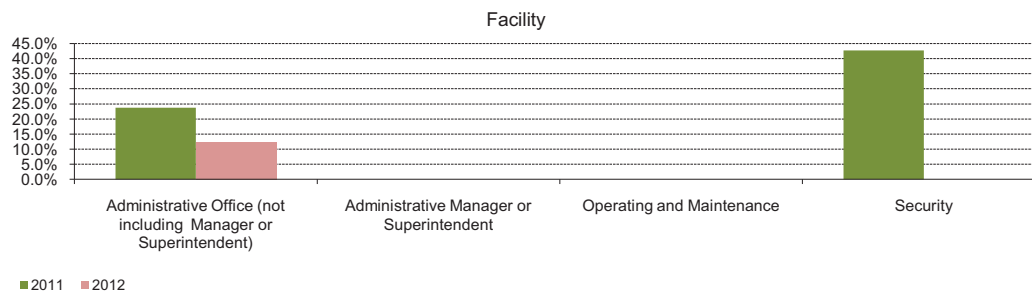 Facility
45.0%
40.0%
35.0%
30.0%
25.0%
20.0%
15.0%
10.0%
5.0%
0.0%
Administrative Office (not
including Manager or
Superintendent)
Administrative Manager or
Superintendent
Operating and Maintenance
Security
2011 2012